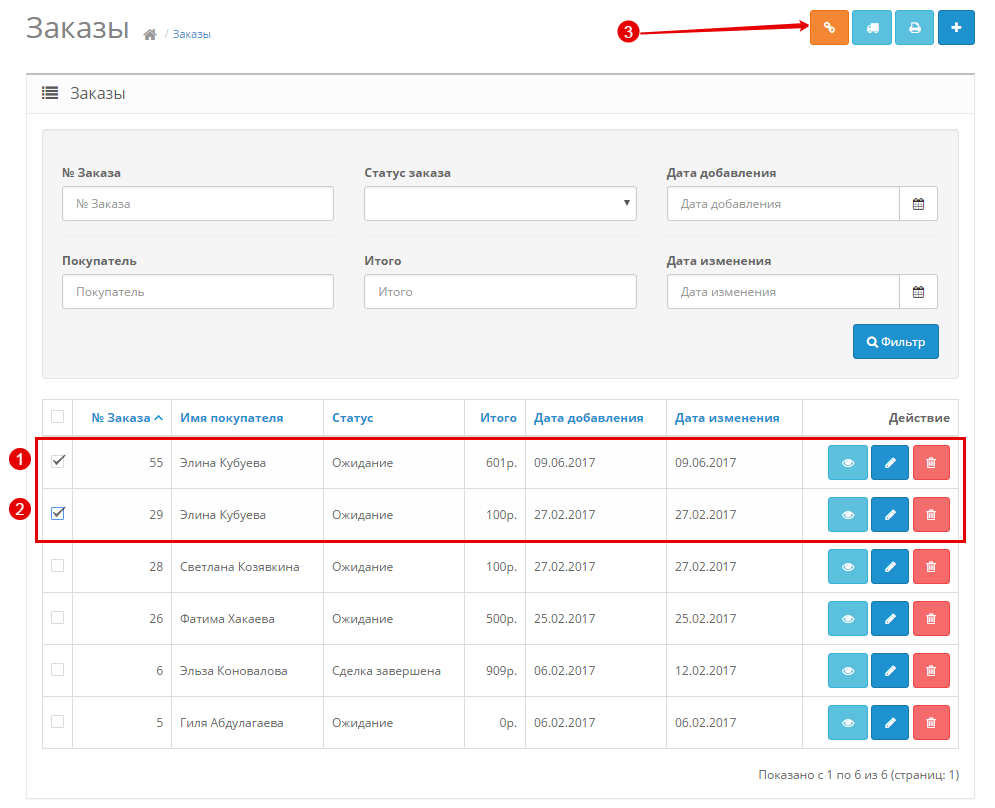 Заказы / Заказы
3
Заказы
№ Заказа Статус заказа Дата добавления
№ Заказа Дата добавления
Покупатель Итого Дата изменения
Покупатель Итого Дата изменения
Фильтр
№ Заказа Имя покупателя Статус Итого Дата добавления Дата изменения Действие
1 55 Элина Кубуева Ожидание 601р. 09.06.2017 09.06.2017
2 29 Элина Кубуева Ожидание 100р. 27.02.2017 27.02.2017
28 Светлана Козявкина Ожидание 100р. 27.02.2017 27.02.2017
26 Фатима Хакаева Ожидание 500р. 25.02.2017 25.02.2017
6 Эльза Коновалова Сделка завершена 909р. 06.02.2017 12.02.2017
5 Гиля Абдулагаева Ожидание 0р. 06.02.2017 06.02.2017
Показано с 1 по 6 из 6 (страниц: 1)